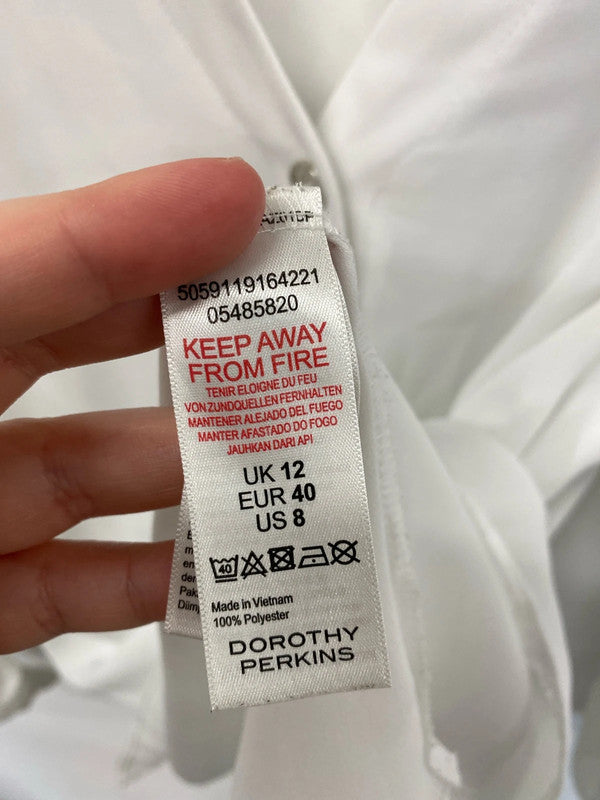 5059119164221
05485820
KEEP AWAY
FROM FIRE
TENIR ELOIGNE DU FEU
VON ZUNDQUELLEN FERNHALTEN
MANTENER ALEJADO DEL FUEGO
MANTER AFASTADO DO FOGO
JAUHKAN DARI API
UK 12
EUR 40
US 8
40
Made in Vietnam
100% Polyester
DOROTHY
PERKINS